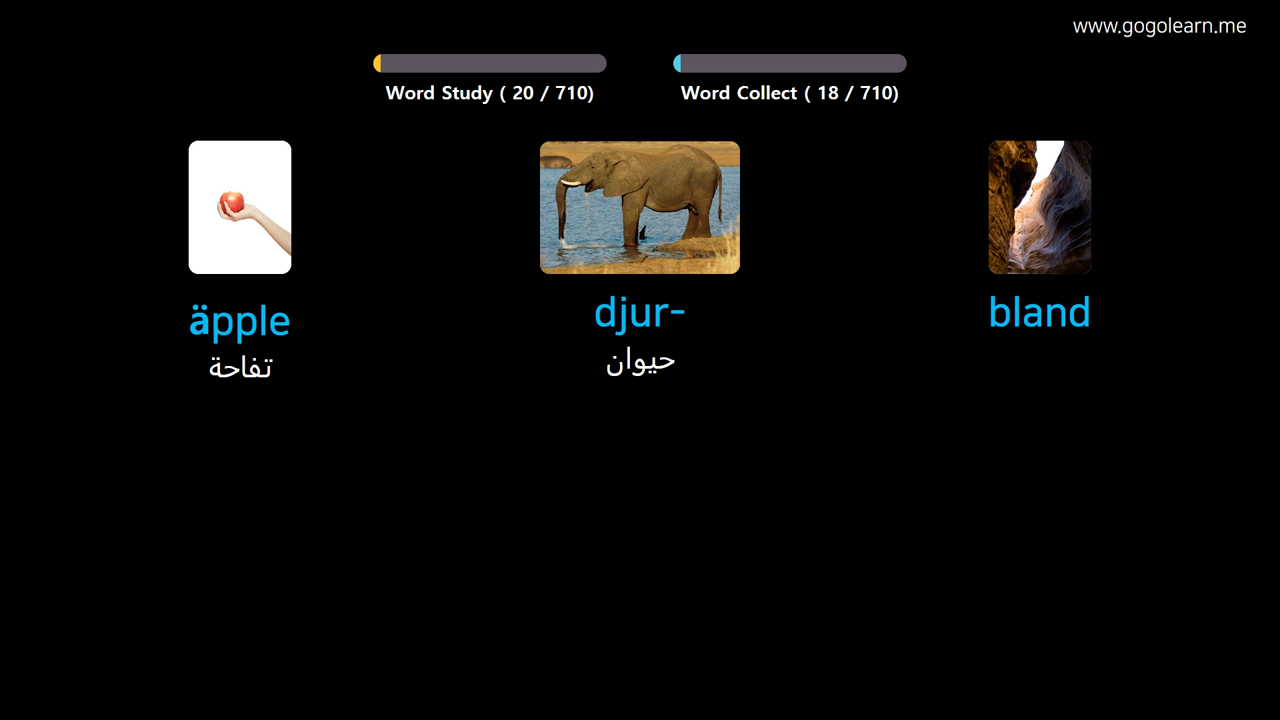 www.gogolearn.me
Word Study ( 20 / 710)
Word Collect ( 18 / 710)
äpple
تفاحة
djur-
حيوان
bland